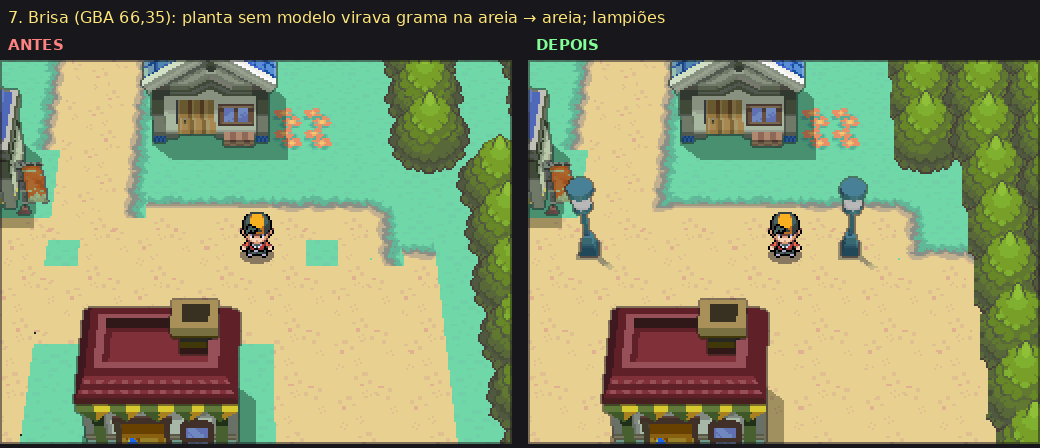 7. Brisa (GBA 66,35): planta sem modelo virava grama na areia → areia; lampiões
ANTES
DEPOIS